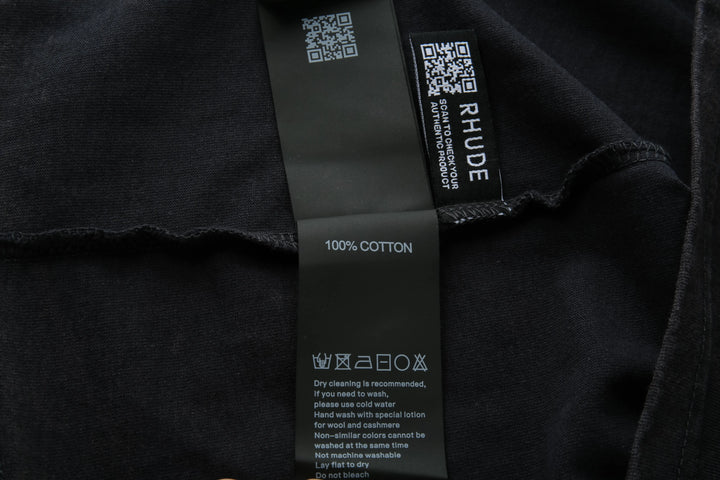 RHUDE
SCAN TO CHECK YOUR
AUTHENTIC PRODUCT
100% COTTON
Dry cleaning is recommended,
if you need to wash,
please use cold water
Hand wash with special lotion
for wool and cashmere
Non-similar colors cannot be
washed at the same time
Not machine washable
Lay flat to dry
Do not bleach